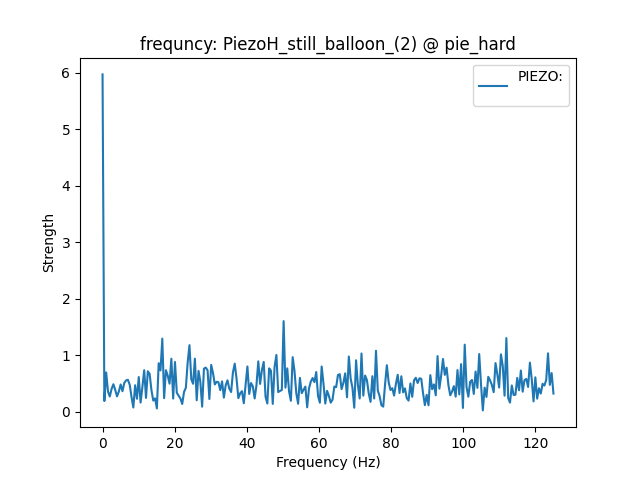 frequncy: PiezoH_still_balloon_(2) @ pie_hard
PIEZO:
6
5
4
3
2
1
0
Strength
0 20 40 60 80 100 120
Frequency (Hz)